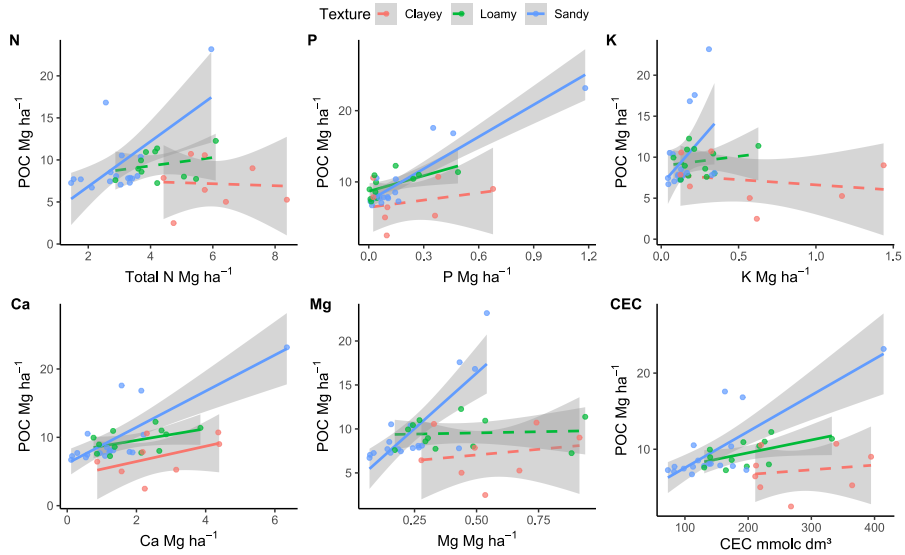 Texture Clayey Loamy Sandy
N P K
POC Mg ha⁻¹
20
15
10
5
0
2 4 6 8
Total N Mg ha⁻¹
POC Mg ha⁻¹
20
10
0
0.0 0.3 0.6 0.9 1.2
P Mg ha⁻¹
POC Mg ha⁻¹
20
15
10
5
0
0.0 0.5 1.0 1.5
K Mg ha⁻¹
Ca Mg CEC
POC Mg ha⁻¹
30
20
10
0
0 2 4 6
Ca Mg ha⁻¹
POC Mg ha⁻¹
20
15
10
5
0.25 0.50 0.75
Mg Mg ha⁻¹
POC Mg ha⁻¹
20
10
0
100 200 300 400
CEC mmolc dm³